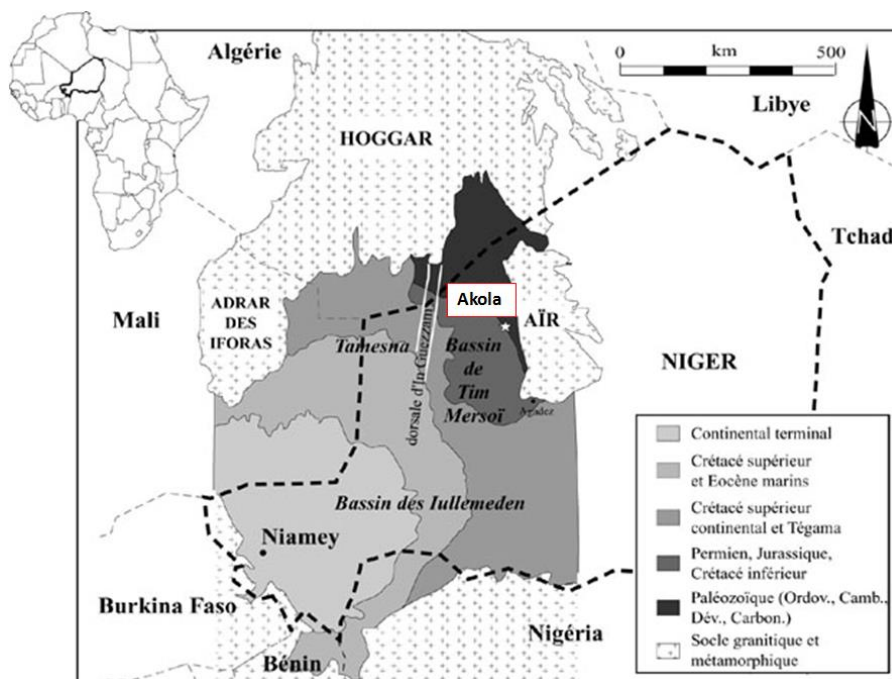 Algérie
0 km 500
Libye
HOGGAR
Tchad
Akola
ADRAR
DES
IFORAS
AÏR
Mali
Tamesna
dorsale d'In Guezzam
Bassin
de
Tim
Mersoï
NIGER
Agadez
Bassin des Iullemeden
Niamey
Burkina Faso
Nigéria
Bénin
N
Continental terminal
Crétacé supérieur
et Eocène marins
Crétacé supérieur
continental et Tégama
Permien, Jurassique,
Crétacé inférieur
Paléozoïque (Ordov., Camb.,
Dév., Carbon.)
Socle granitique et
métamorphique